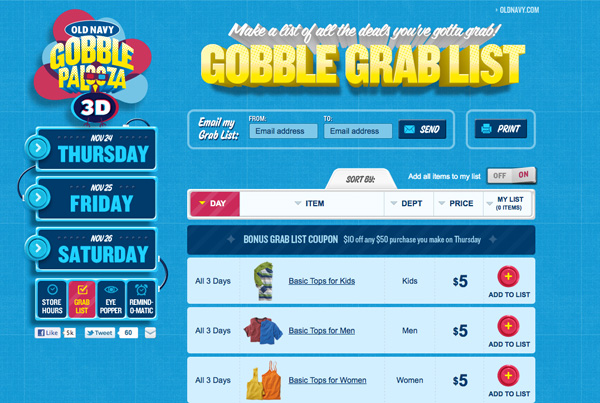 › OLDNAVY.COM
OLD NAVY
GOBBLE
PALOOZA
3D
Make a list of all the deals you've gotta grab!
GOBBLE GRAB LIST
Email my
Grab List:
FROM:
Email address
TO:
Email address
SEND
PRINT
NOV 24
THURSDAY
NOV 25
FRIDAY
NOV 26
SATURDAY
STORE
HOURS
GRAB
LIST
EYE
POPPER
REMIND-
O-MATIC
Like
5k
Tweet
60
SORT BY:
Add all items to my list
OFF
ON
DAY
ITEM
DEPT
PRICE
MY LIST
(0 ITEMS)
BONUS GRAB LIST COUPON $10 off any $50 purchase you make on Thursday
All 3 Days
Basic Tops for Kids
Kids
$5
ADD TO LIST
All 3 Days
Basic Tops for Men
Men
$5
ADD TO LIST
All 3 Days
Basic Tops for Women
Women
$5
ADD TO LIST